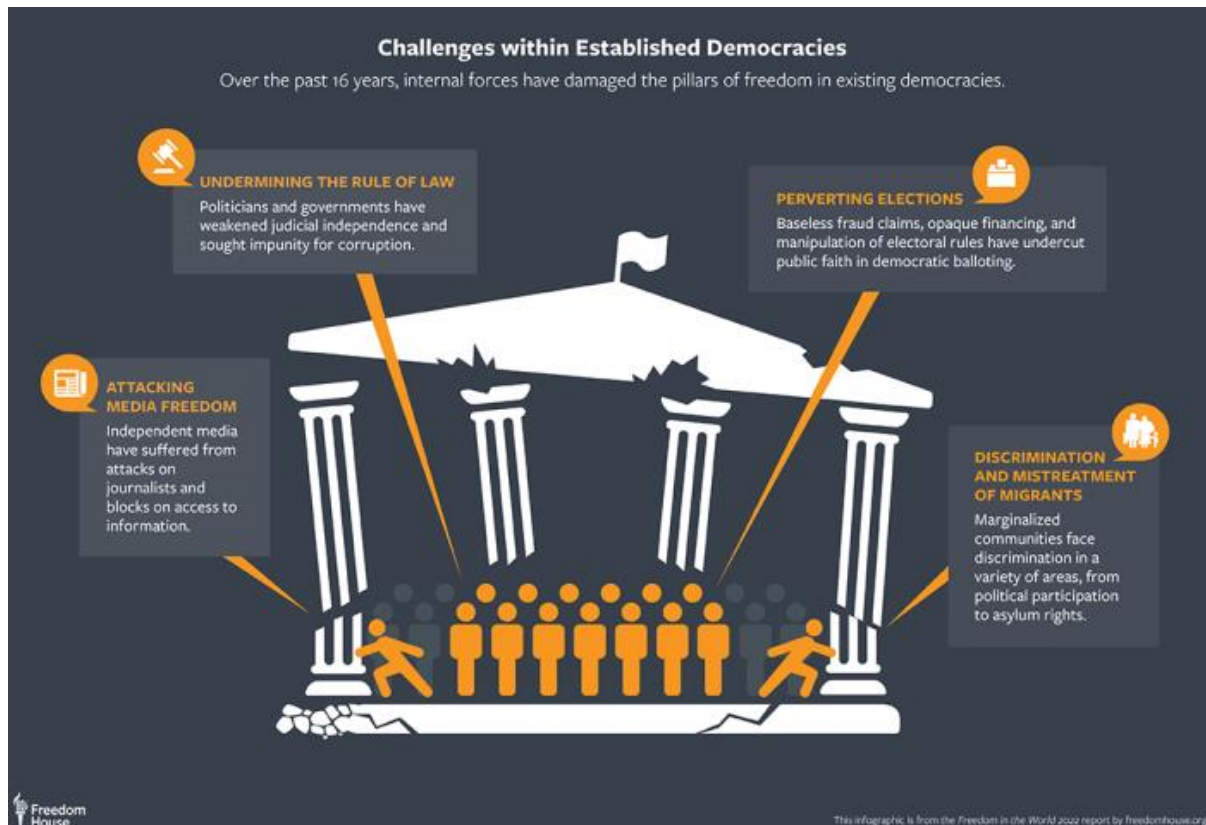 Challenges within Established Democracies
Over the past 16 years, internal forces have damaged the pillars of freedom in existing democracies.
UNDERMINING THE RULE OF LAW
Politicians and governments have
weakened judicial independence and
sought impunity for corruption.
PERVERTING ELECTIONS
Baseless fraud claims, opaque financing, and
manipulation of electoral rules have undercut
public faith in democratic balloting.
ATTACKING
MEDIA FREEDOM
Independent media
have suffered from
attacks on
journalists and
blocks on access to
information.
DISCRIMINATION
AND MISTREATMENT
OF MIGRANTS
Marginalized
communities face
discrimination in a
variety of areas, from
political participation
to asylum rights.
Freedom
House
This infographic is from the Freedom in the World 2022 report by freedomhouse.org